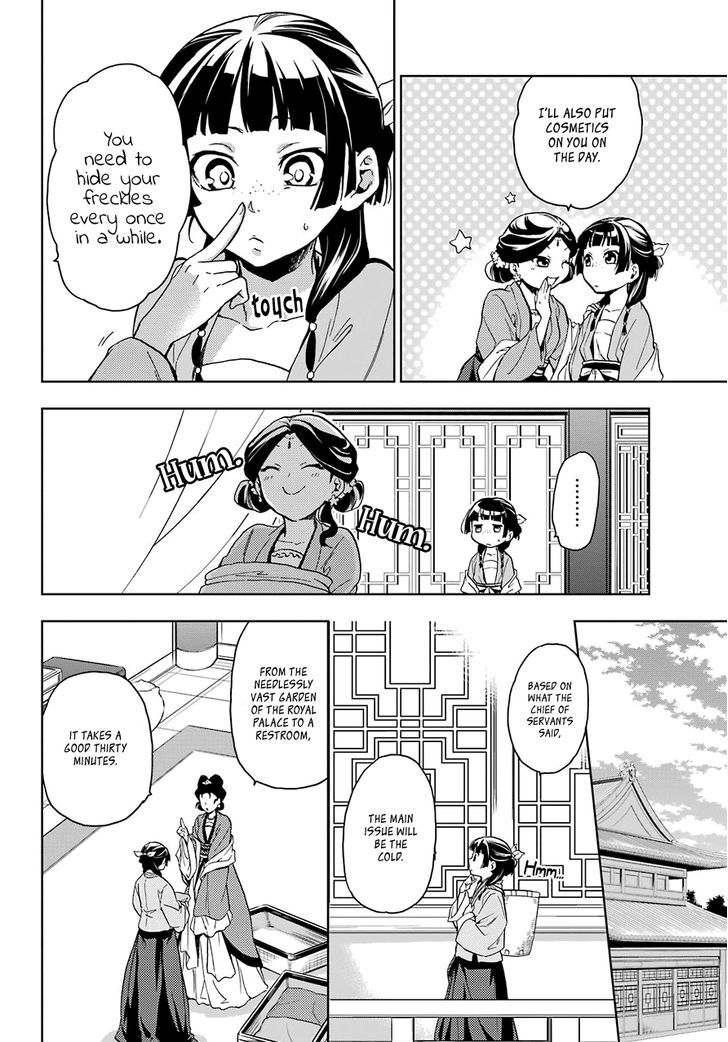 I'LL ALSO PUT
COSMETICS
ON YOU ON
THE DAY.
You
need to
hide your
freckles
every once
in a while.
touch
.........
Hum.
Hum.
BASED ON
WHAT THE
CHIEF OF
SERVANTS
SAID,
THE MAIN
ISSUE WILL
BE THE
COLD.
Hmm...
FROM THE
NEEDLESSLY
VAST GARDEN
OF THE ROYAL
PALACE TO A
RESTROOM,
IT TAKES A
GOOD THIRTY
MINUTES.